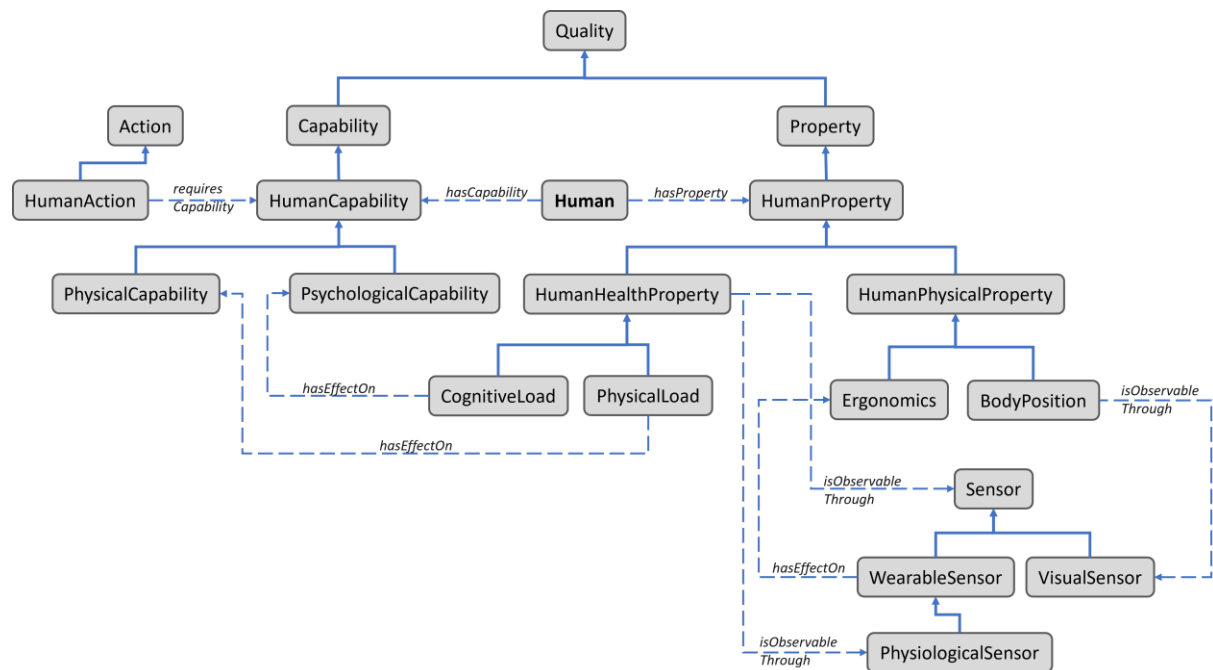 Quality
Action
Capability
Property
HumanAction
requires
Capability
HumanCapability
hasCapability
Human
hasProperty
HumanProperty
PhysicalCapability
PsychologicalCapability
HumanHealthProperty
HumanPhysicalProperty
hasEffectOn
CognitiveLoad
PhysicalLoad
Ergonomics
BodyPosition
isObservable
Through
hasEffectOn
isObservable
Through
Sensor
hasEffectOn
WearableSensor
VisualSensor
isObservable
Through
PhysiologicalSensor